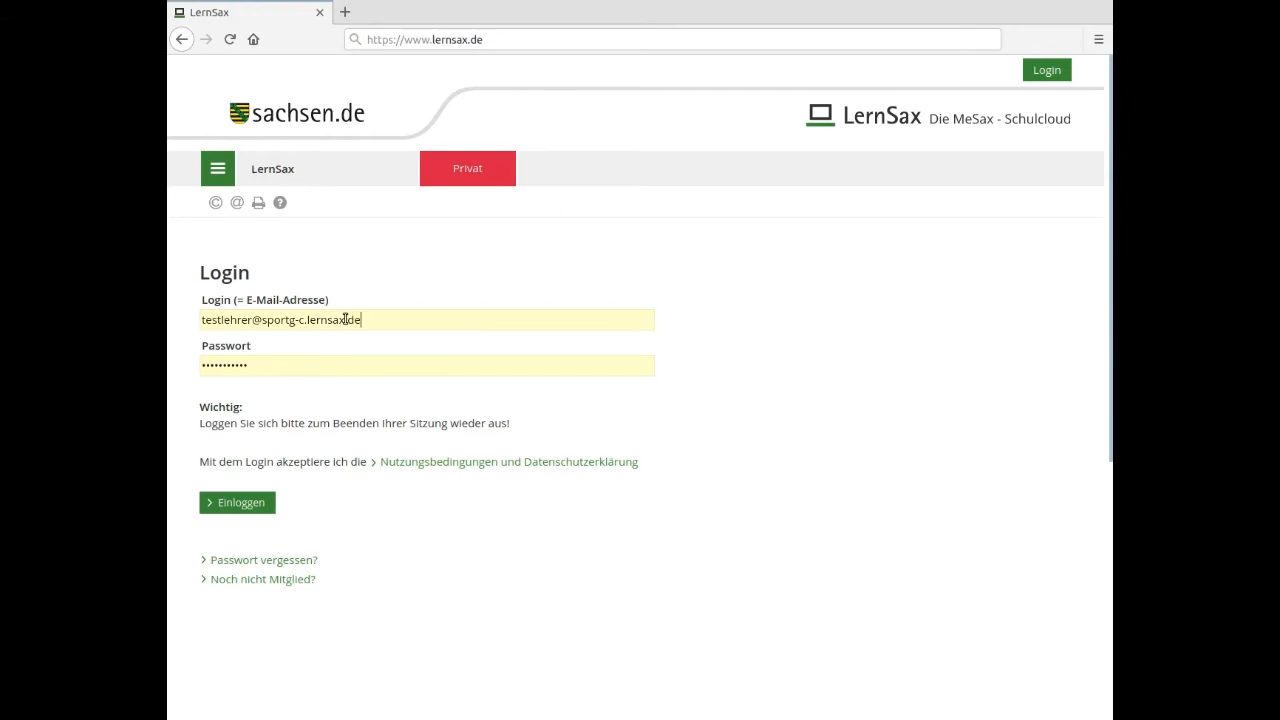 LernSax
https://www.lernsax.de
Login
sachsen.de
LernSax Die MeSax - Schulcloud
LernSax
Privat
Login
Login (= E-Mail-Adresse)
testlehrer@sportg-c.lernsax.de
Passwort
•••••••••••
Wichtig:
Loggen Sie sich bitte zum Beenden Ihrer Sitzung wieder aus!
Mit dem Login akzeptiere ich die › Nutzungsbedingungen und Datenschutzerklärung
› Einloggen
› Passwort vergessen?
› Noch nicht Mitglied?